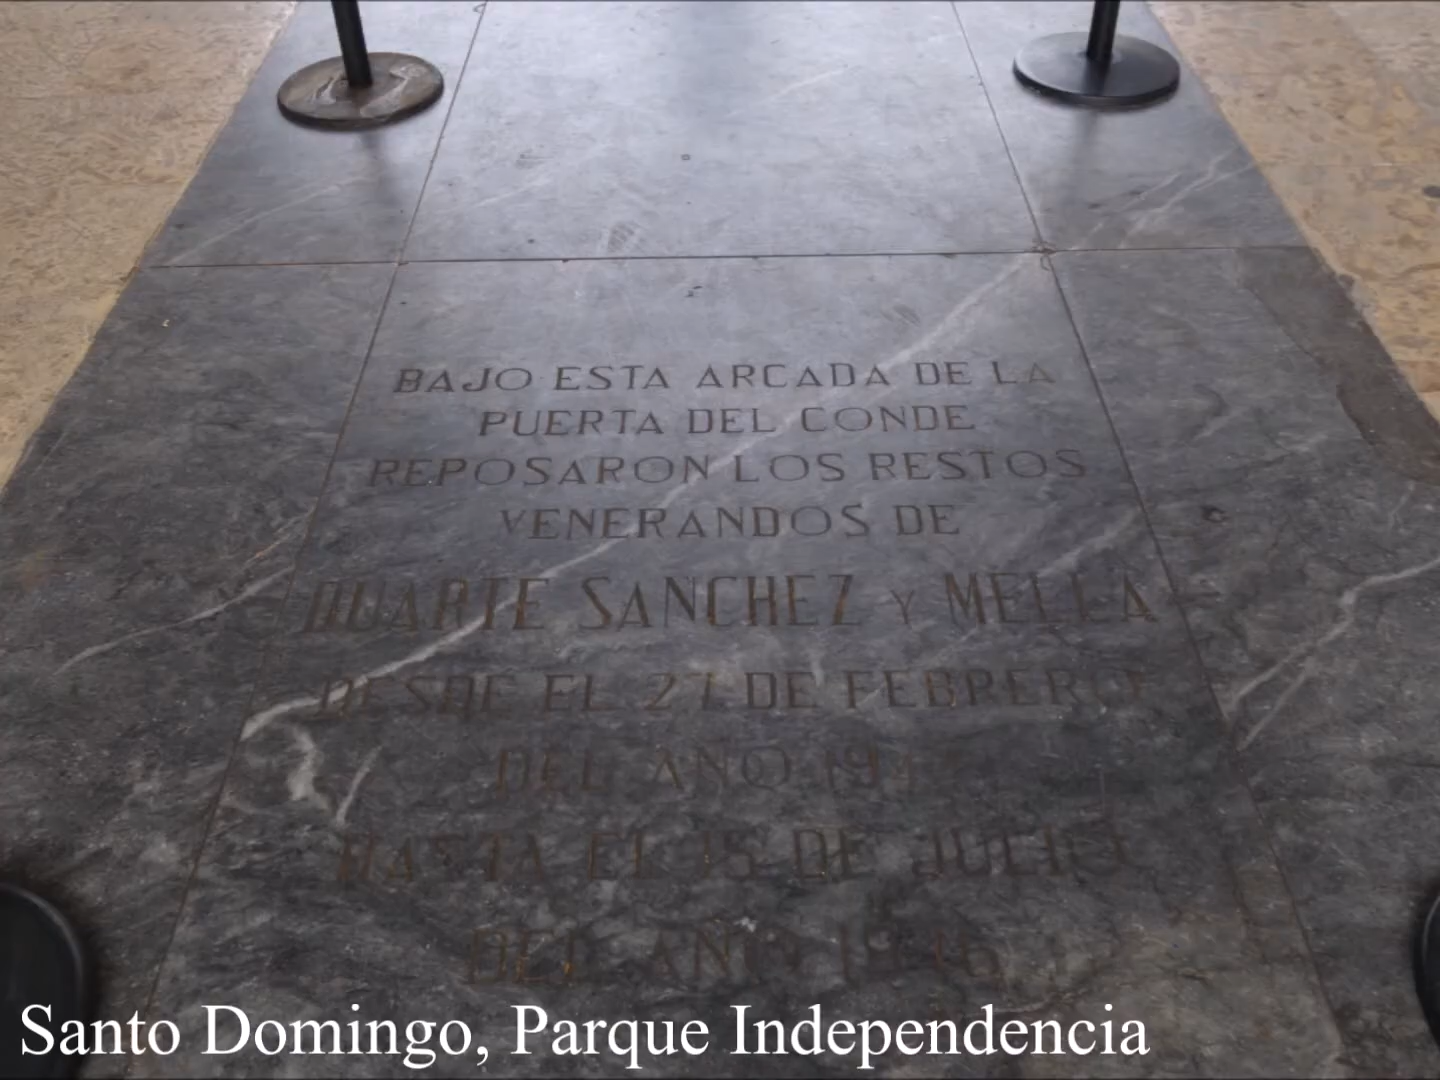 BAJO ESTA ARCADA DE LA
PUERTA DEL CONDE
REPOSARON LOS RESTOS
VENERANDOS DE
DUARTE SANCHEZ Y MELLA
DESDE EL 27 DE FEBRERO
DEL AÑO
HASTA EL 15 DE JULIO
DEL AÑO
Santo Domingo, Parque Independencia